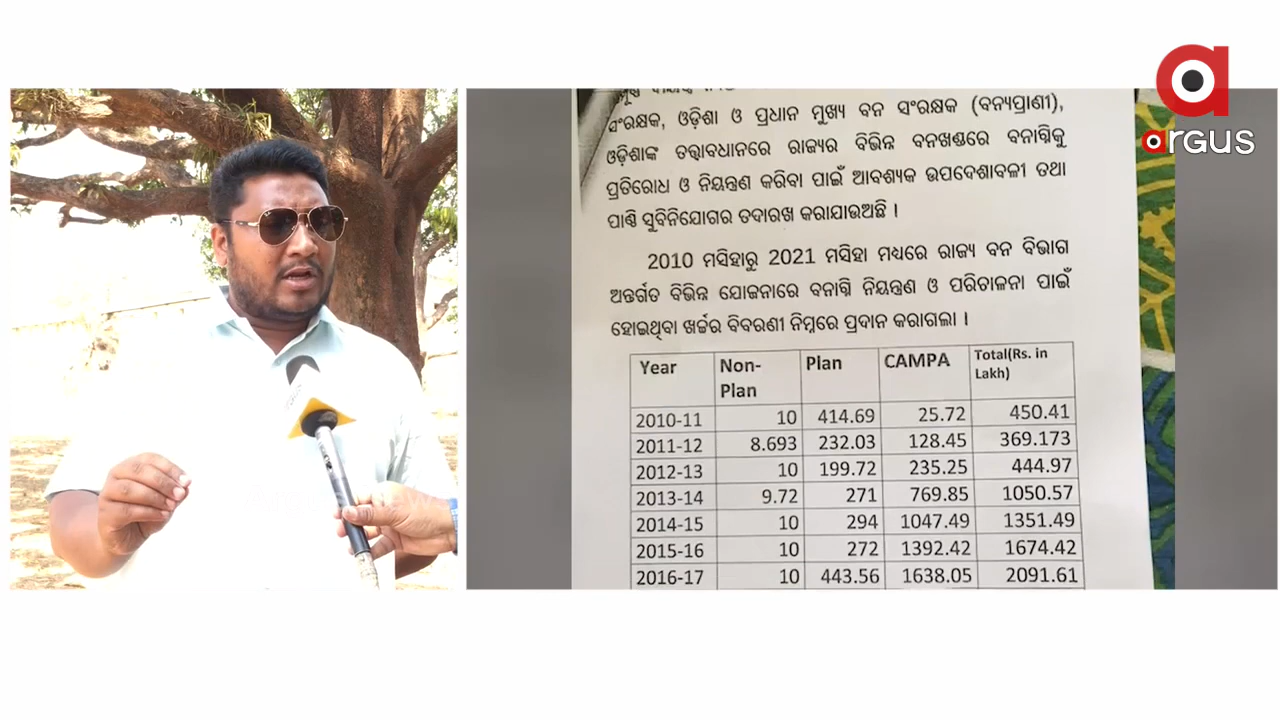 argus
ସଂରକ୍ଷକ, ଓଡ଼ିଶା ଓ ପ୍ରଧାନ ମୁଖ୍ୟ ବନ ସଂରକ୍ଷକ (ବନ୍ୟପ୍ରାଣୀ),
ଓଡ଼ିଶାଙ୍କ ତତ୍ତ୍ୱାବଧାନରେ ରାଜ୍ୟର ବିଭିନ୍ନ ବନଖଣ୍ଡରେ ବନାଗ୍ନିକୁ
ପ୍ରତିରୋଧ ଓ ନିୟନ୍ତ୍ରଣ କରିବା ପାଇଁ ଆବଶ୍ୟକ ଉପଦେଶାବଳୀ ତଥା
ପାଣ୍ଠି ସୁବିନିଯୋଗର ତଦାରଖ କରାଯାଉଅଛି ।
2010 ମସିହାରୁ 2021 ମସିହା ମଧ୍ୟରେ ରାଜ୍ୟ ବନ ବିଭାଗ
ଅନ୍ତର୍ଗତ ବିଭିନ୍ନ ଯୋଜନାରେ ବନାଗ୍ନି ନିୟନ୍ତ୍ରଣ ଓ ପରିଚାଳନା ପାଇଁ
ହୋଇଥିବା ଖର୍ଚ୍ଚର ବିବରଣୀ ନିମ୍ନରେ ପ୍ରଦାନ କରାଗଲା ।
Year Non-Plan Plan CAMPA Total(Rs. in Lakh)
2010-11 10 414.69 25.72 450.41
2011-12 8.693 232.03 128.45 369.173
2012-13 10 199.72 235.25 444.97
2013-14 9.72 271 769.85 1050.57
2014-15 10 294 1047.49 1351.49
2015-16 10 272 1392.42 1674.42
2016-17 10 443.56 1638.05 2091.61